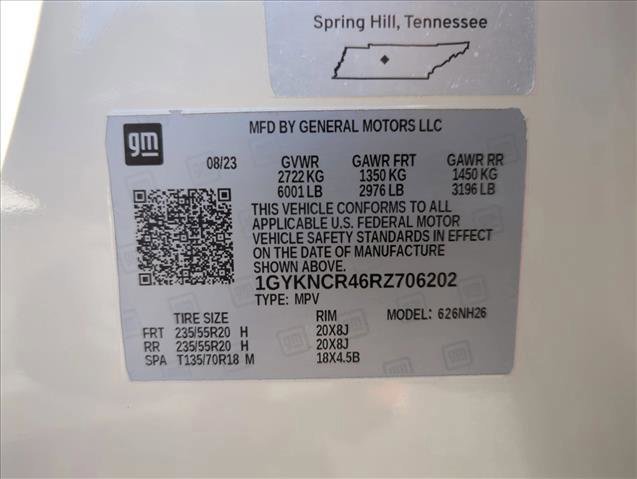 Spring Hill, Tennessee
gm
MFD BY GENERAL MOTORS LLC
08/23 GVWR GAWR FRT GAWR RR
2722 KG 1350 KG 1450 KG
6001 LB 2976 LB 3196 LB
THIS VEHICLE CONFORMS TO ALL
APPLICABLE U.S. FEDERAL MOTOR
VEHICLE SAFETY STANDARDS IN EFFECT
ON THE DATE OF MANUFACTURE
SHOWN ABOVE.
1GYKNCR46RZ706202
TYPE: MPV
TIRE SIZE RIM MODEL: 626NH26
FRT 235/55R20 H 20X8J
RR 235/55R20 H 20X8J
SPA T135/70R18 M 18X4.5B